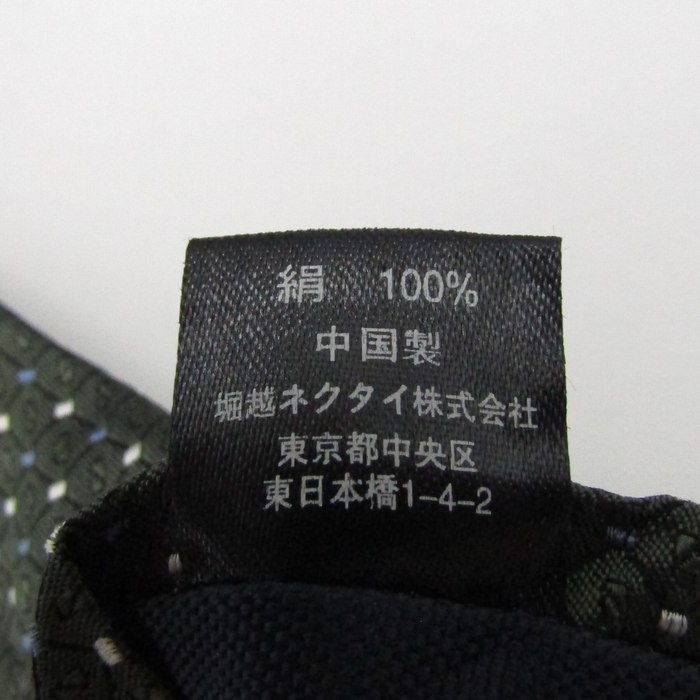 絹 100%
中国製
堀越ネクタイ株式会社
東京都中央区
東日本橋1-4-2